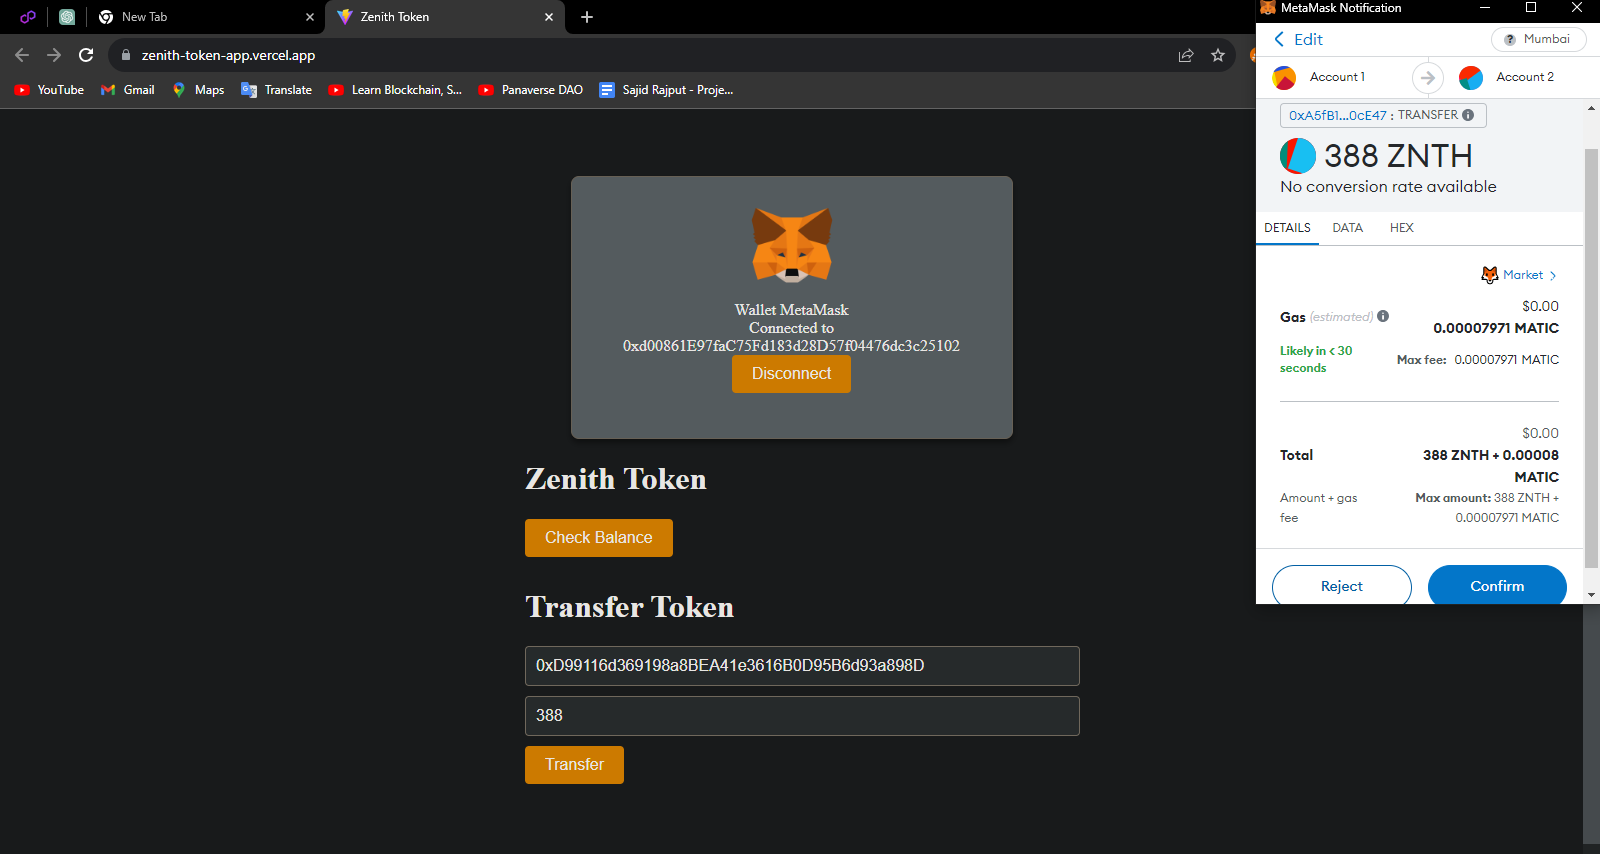 New Tab
Zenith Token
zenith-token-app.vercel.app
YouTube
Gmail
Maps
Translate
Learn Blockchain, S...
Panaverse DAO
Sajid Rajput - Proje...
Wallet MetaMask
Connected to
0xd00861E97faC75Fd183d28D57f04476dc3c25102
Disconnect
Zenith Token
Check Balance
Transfer Token
0xD99116d369198a8BEA41e3616B0D95B6d93a898D
388
Transfer
MetaMask Notification
Edit
Mumbai
Account 1
Account 2
0xA5fB1...0cE47 : TRANSFER
388 ZNTH
No conversion rate available
DETAILS
DATA
HEX
Market
$0.00
Gas (estimated)
0.00007971 MATIC
Likely in < 30
seconds
Max fee: 0.00007971 MATIC
$0.00
Total
388 ZNTH + 0.00008
MATIC
Amount + gas
fee
Max amount: 388 ZNTH +
0.00007971 MATIC
Reject
Confirm